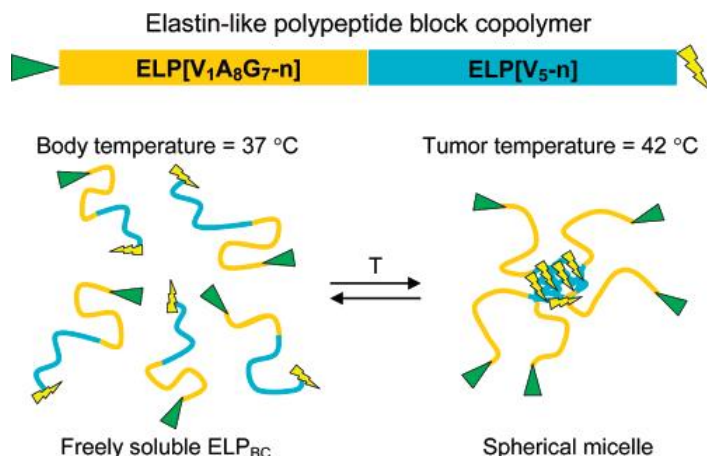 Elastin-like polypeptide block copolymer
ELP[V₁A₈G₇-n] ELP[V₅-n]
Body temperature = 37 °C Tumor temperature = 42 °C
T
Freely soluble ELP_BC Spherical micelle